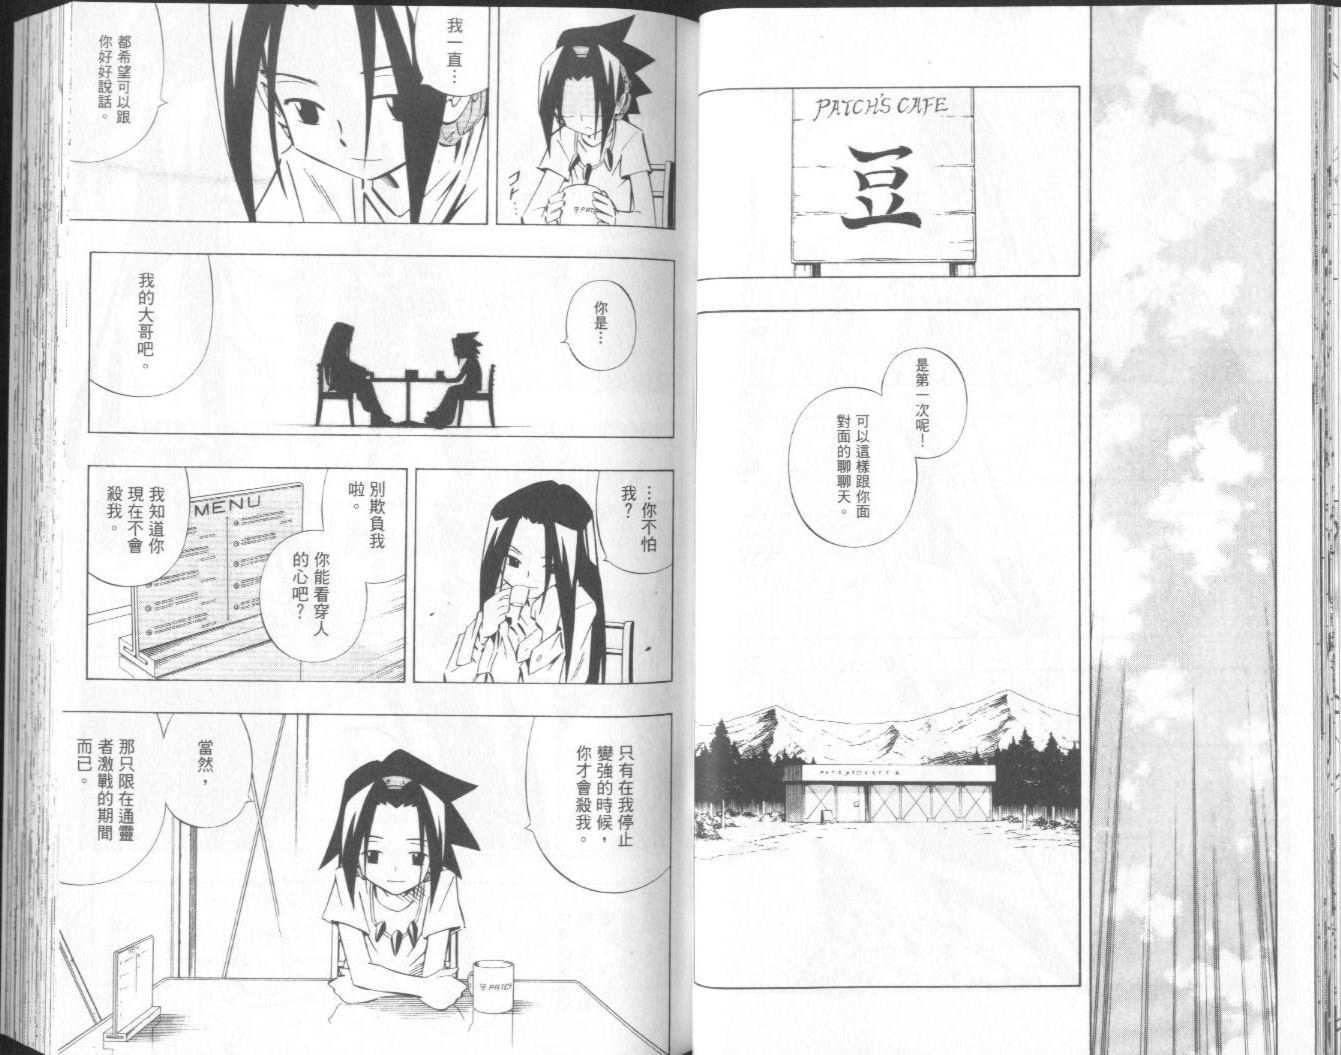 PATCH'S CAFE
豆
是第一次呢！
可以這樣跟你面
對面的聊聊天。
コト…
我一直…
都希望可以跟
你好好說話。
你是…
我的大哥吧。
…你不怕
我？
別欺負我
啦。
你能看穿人
的心吧？
我知道你
現在不會
殺我。
MENU
只有在我停止
變強的時候，
你才會殺我。
當然，
那只限在通靈
者激戰的期間
而已。